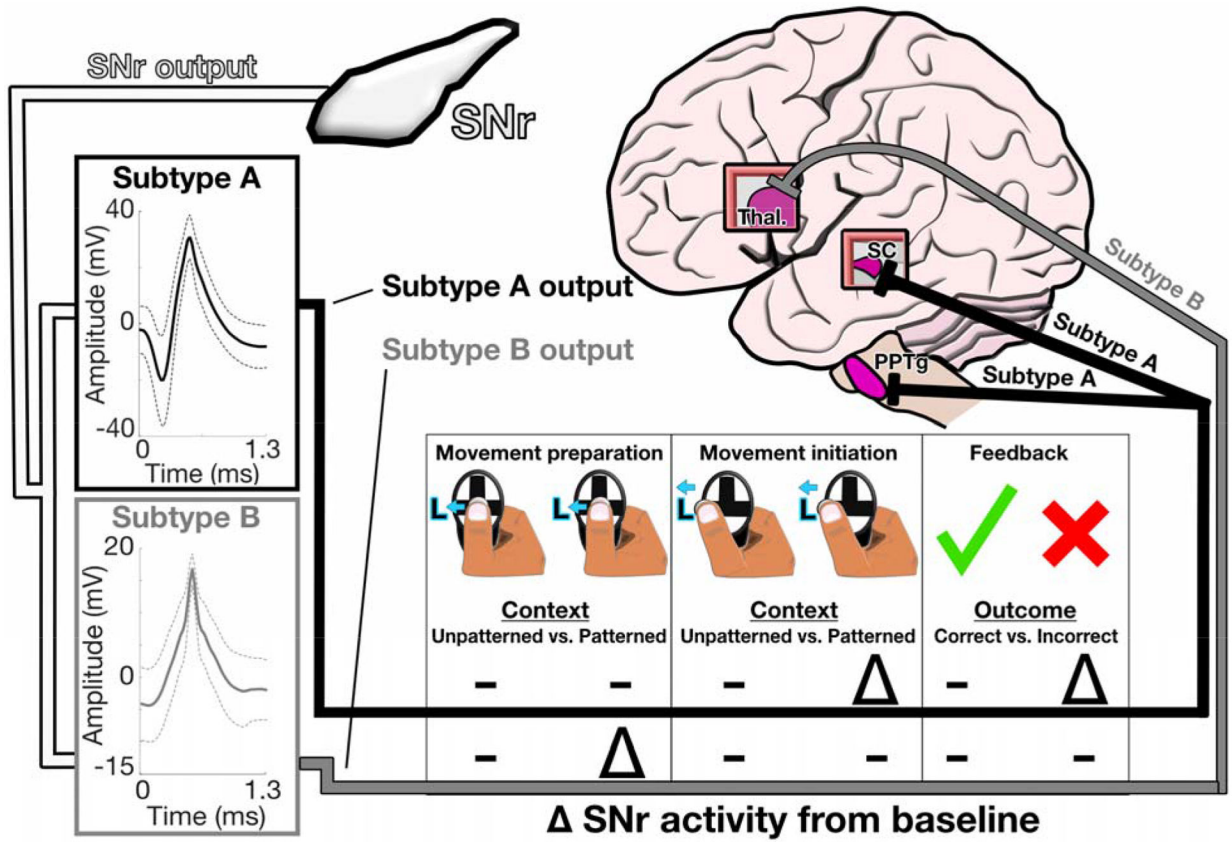 SNr output
SNr
Subtype A
40
0
-40
Amplitude (mV)
0 1.3
Time (ms)
Subtype B
20
0
-15
Amplitude (mV)
0 1.3
Time (ms)
Subtype A output
Subtype B output
Thal.
SC
PPTg
Subtype B
Subtype A
Subtype A
Movement preparation
L L
Context
Unpatterned vs. Patterned
- -
- Δ
Movement initiation
L L
Context
Unpatterned vs. Patterned
- Δ
- -
Feedback
Outcome
Correct vs. Incorrect
- Δ
- -
Δ SNr activity from baseline